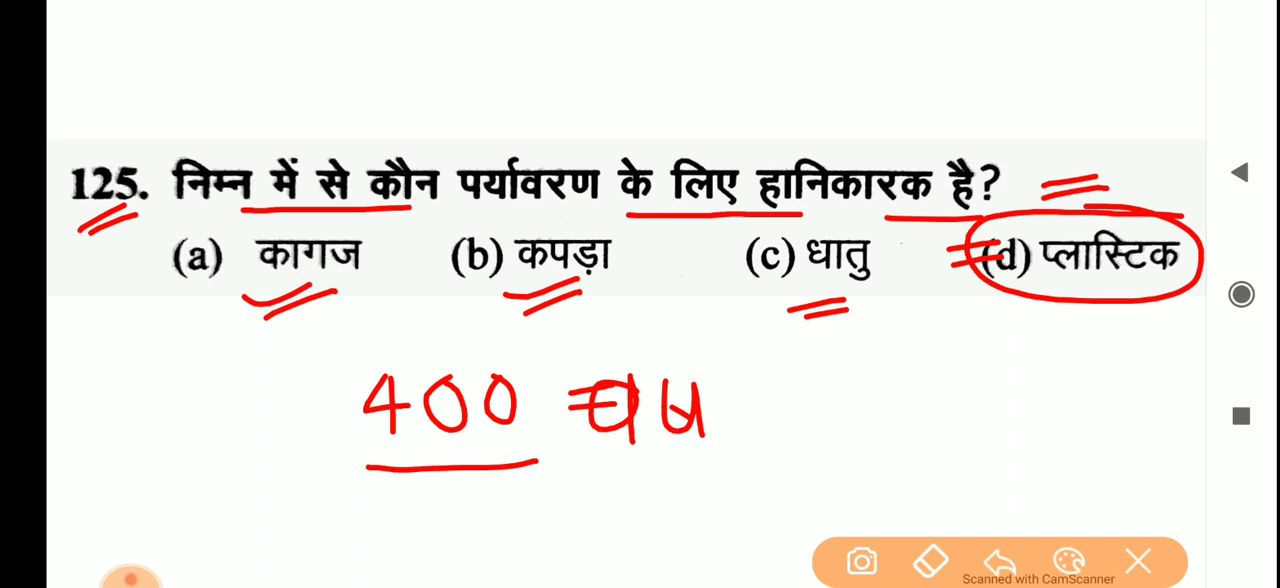 125. निम्न में से कौन पर्यावरण के लिए हानिकारक है?
(a) कागज (b) कपड़ा (c) धातु (d) प्लास्टिक
400
Scanned with CamScanner